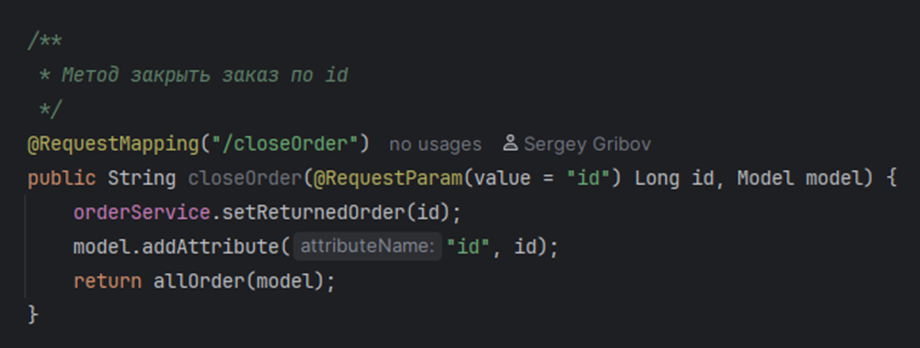 /**
* Метод закрыть заказ по id
*/
@RequestMapping("/closeOrder") no usages Sergey Gribov
public String closeOrder(@RequestParam(value = "id") Long id, Model model) {
orderService.setReturnedOrder(id);
model.addAttribute( attributeName: "id", id);
return allOrder(model);
}